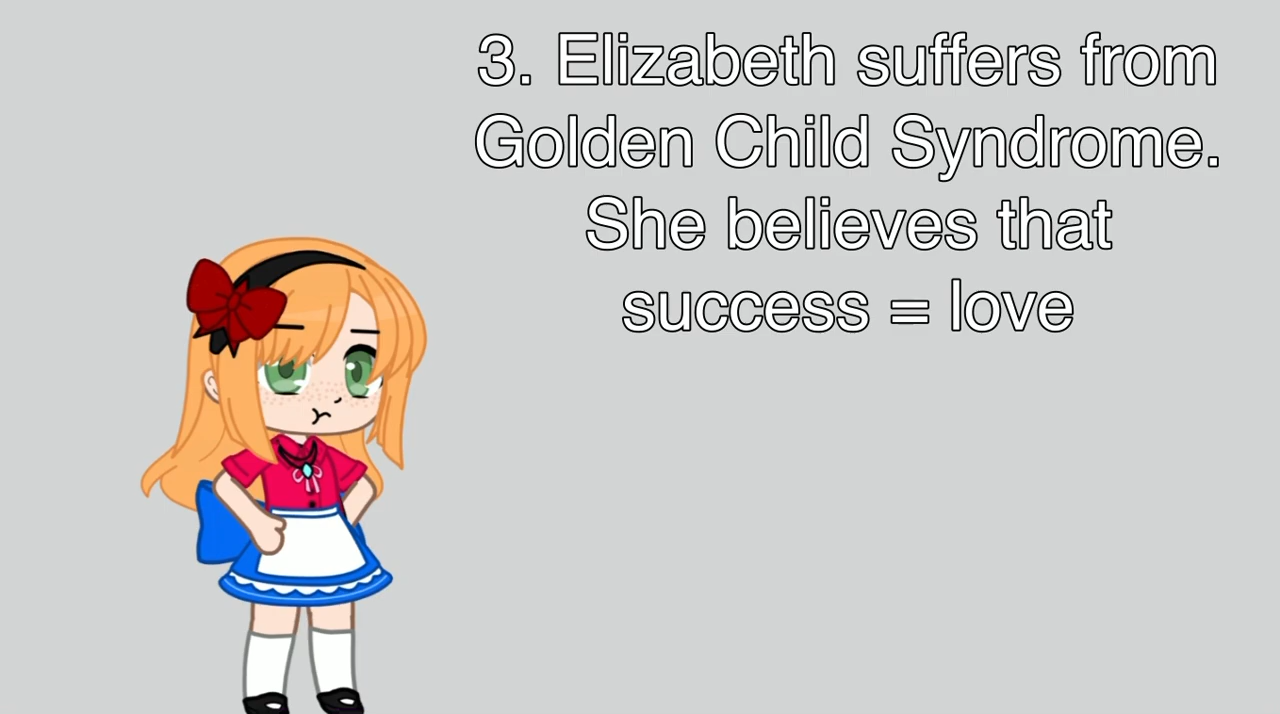 3. Elizabeth suffers from
Golden Child Syndrome.
She believes that
success = love